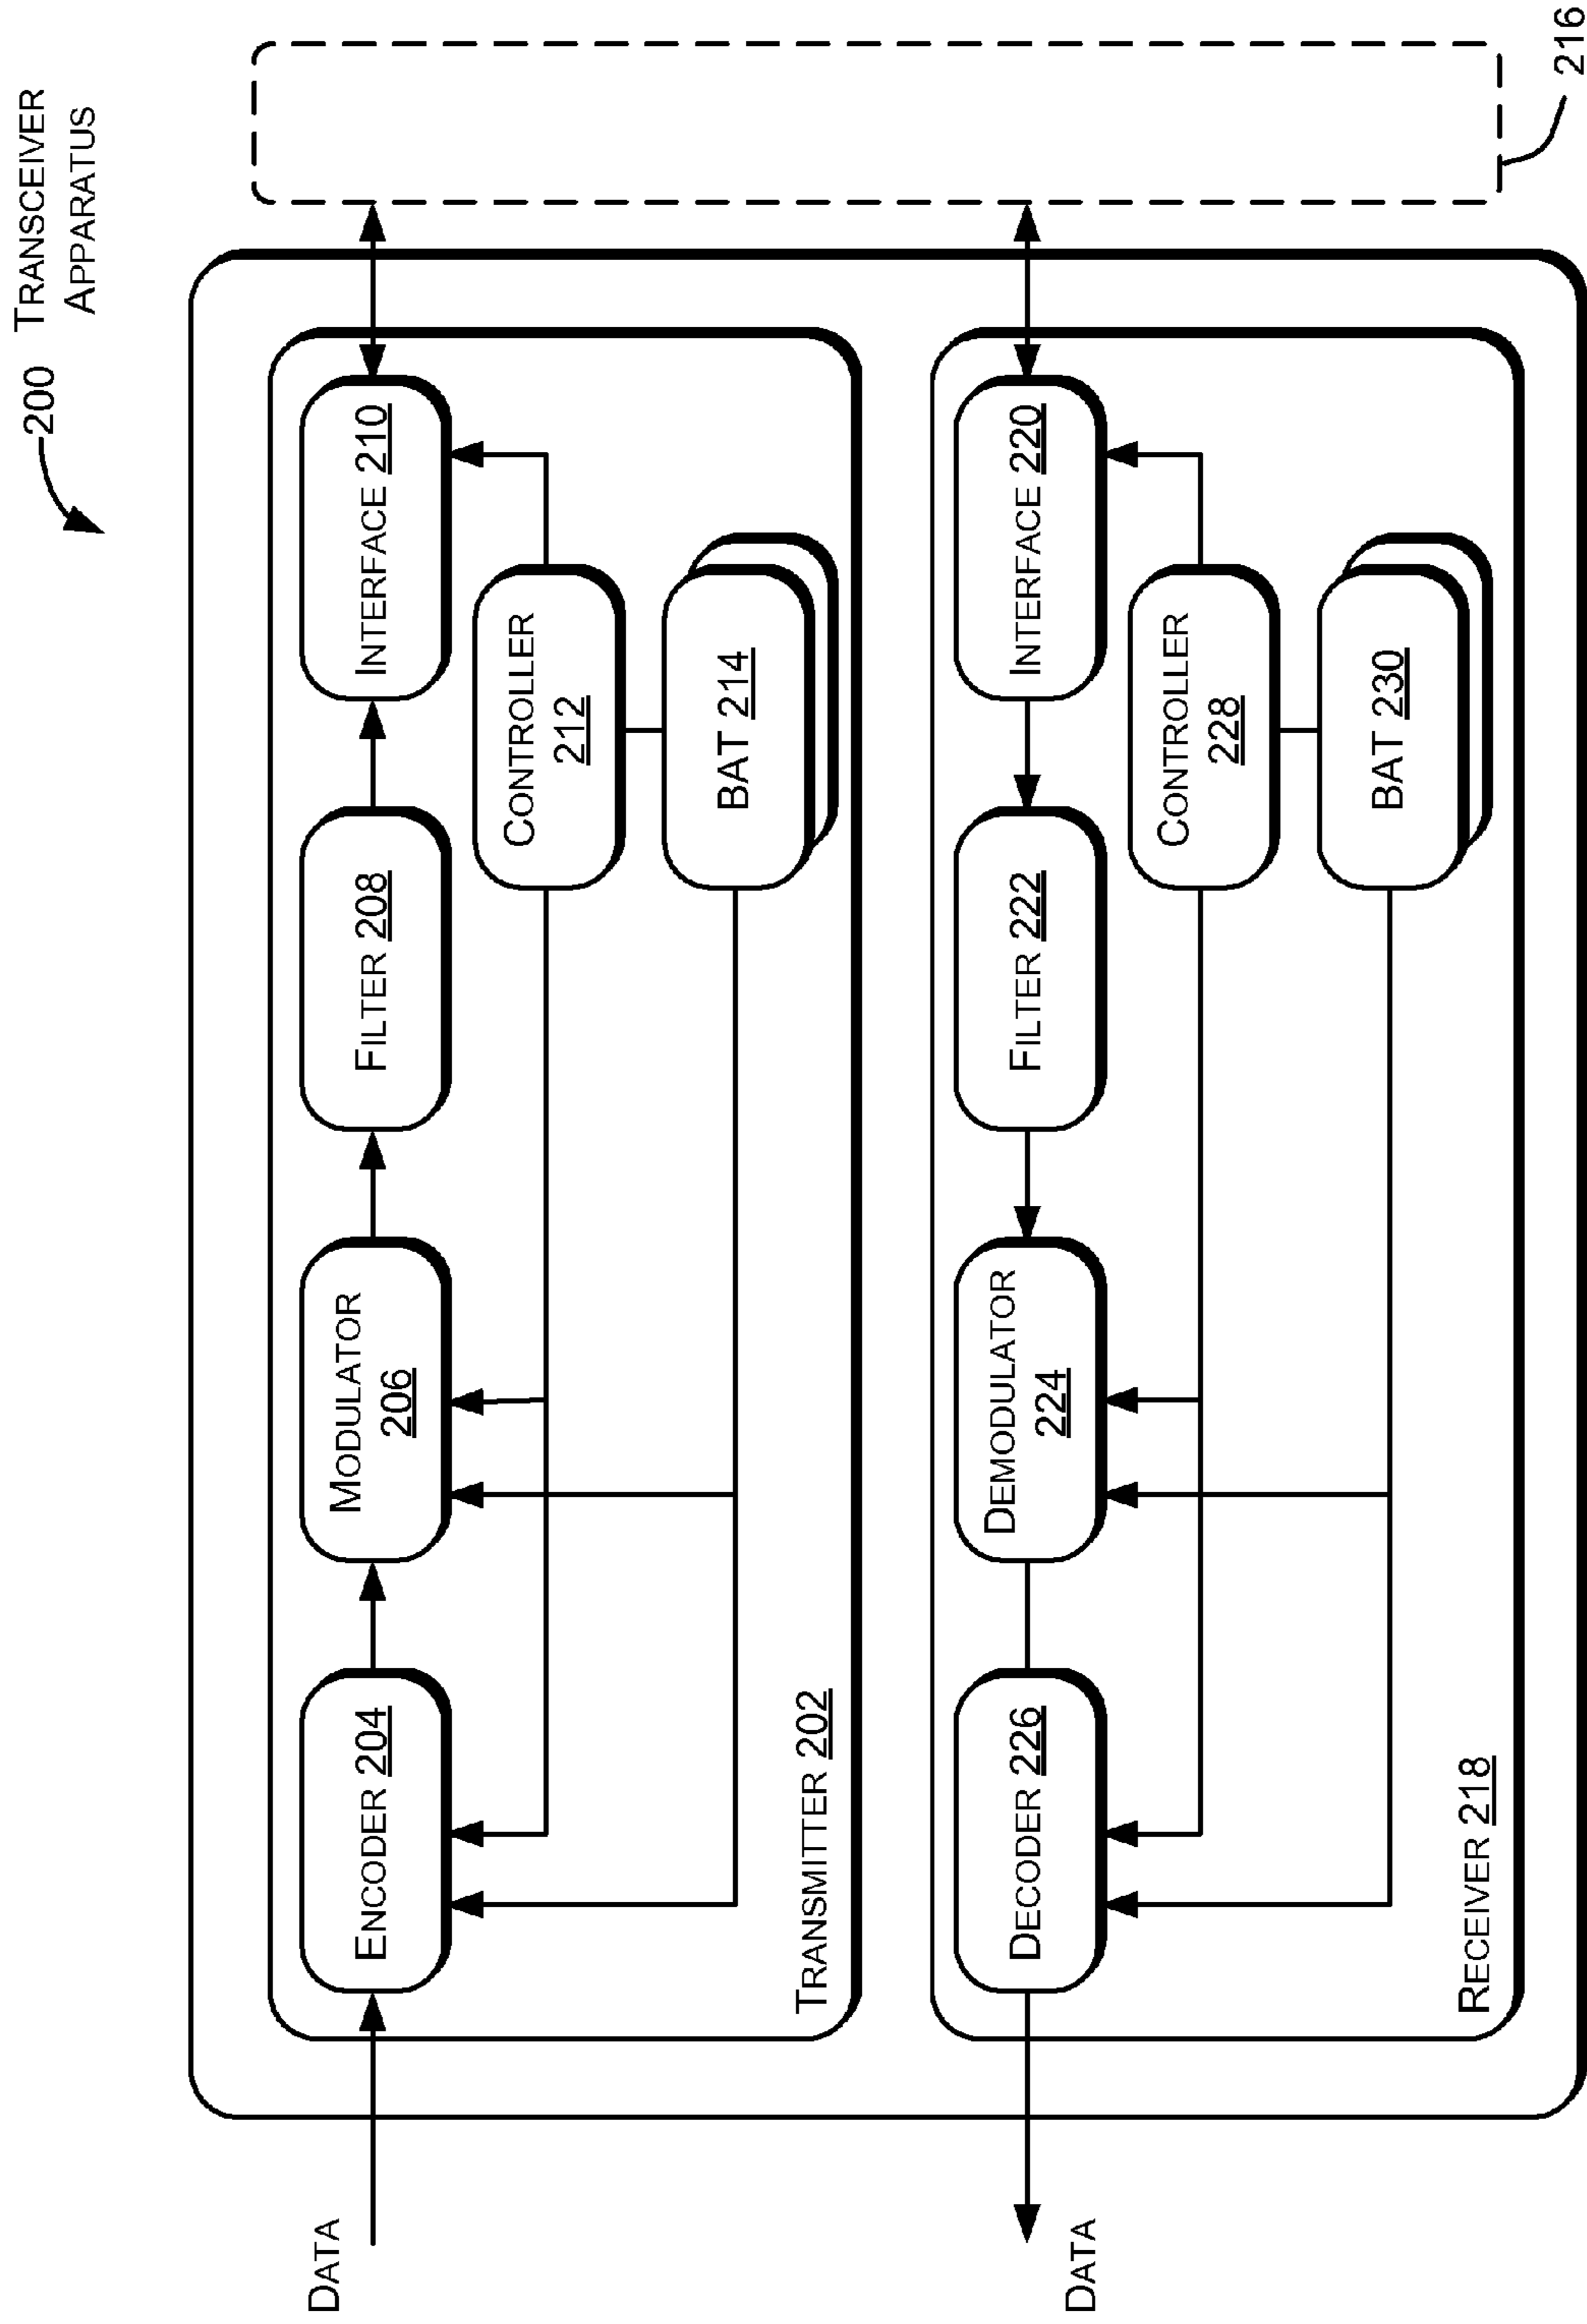 200
TRANSCEIVER
APPARATUS
DATA
ENCODER 204
MODULATOR
206
FILTER 208
INTERFACE 210
CONTROLLER
212
BAT 214
TRANSMITTER 202
DATA
DECODER 226
DEMODULATOR
224
FILTER 222
INTERFACE 220
CONTROLLER
228
BAT 230
RECEIVER 218
216